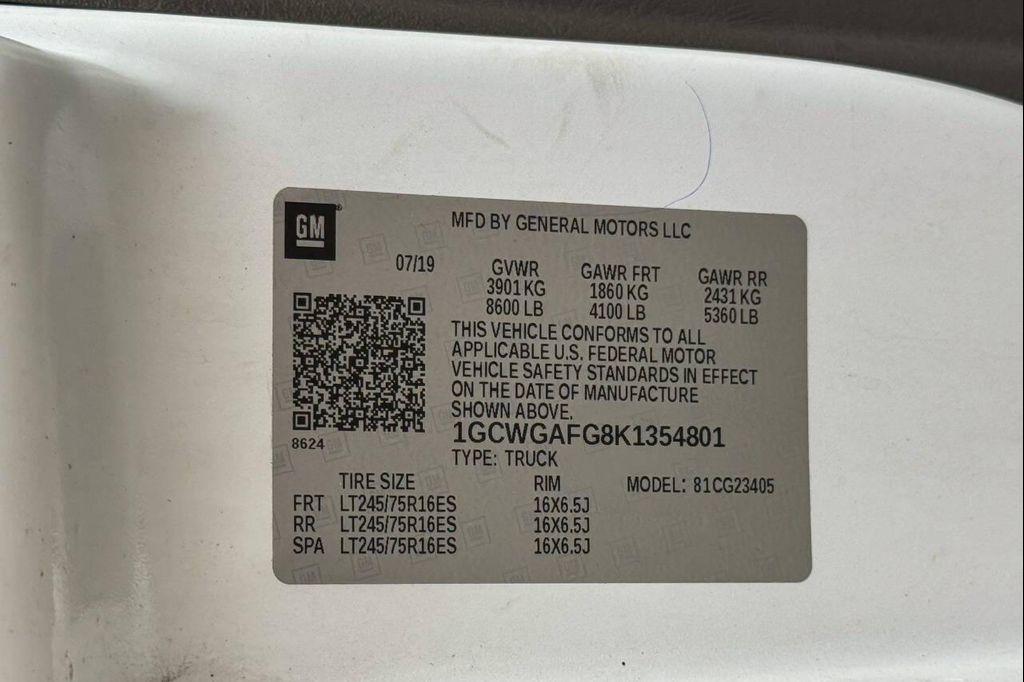 GM
MFD BY GENERAL MOTORS LLC
07/19 GVWR GAWR FRT GAWR RR
3901 KG 1860 KG 2431 KG
8600 LB 4100 LB 5360 LB
THIS VEHICLE CONFORMS TO ALL
APPLICABLE U.S. FEDERAL MOTOR
VEHICLE SAFETY STANDARDS IN EFFECT
ON THE DATE OF MANUFACTURE
SHOWN ABOVE.
8624
1GCWGAFG8K1354801
TYPE: TRUCK
TIRE SIZE RIM MODEL: 81CG23405
FRT LT245/75R16ES 16X6.5J
RR LT245/75R16ES 16X6.5J
SPA LT245/75R16ES 16X6.5J